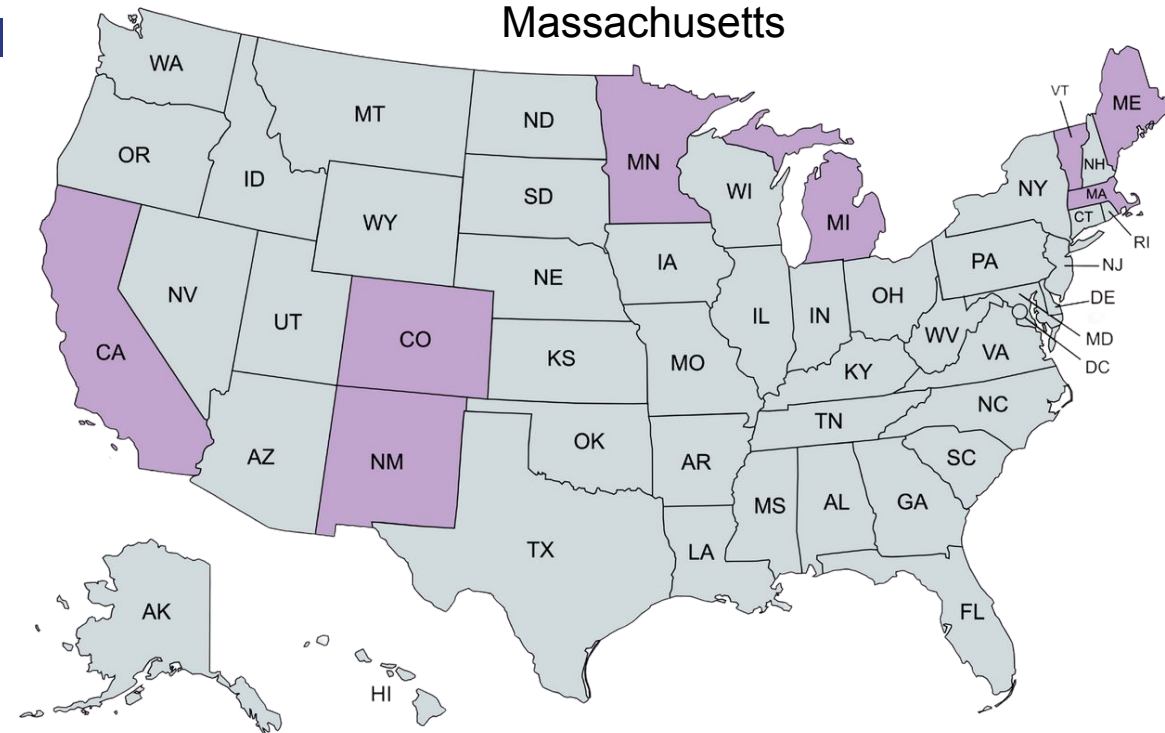 Massachusetts
WA
MT
ND
VT
ME
OR
ID
MN
NH
SD
WI
NY
MA
WY
MI
CT
RI
IA
PA
NJ
NE
NV
OH
DE
UT
IL
IN
CO
WV
MD
CA
KS
MO
VA
DC
KY
NC
TN
OK
AZ
NM
AR
SC
MS
AL
GA
TX
LA
AK
FL
HI